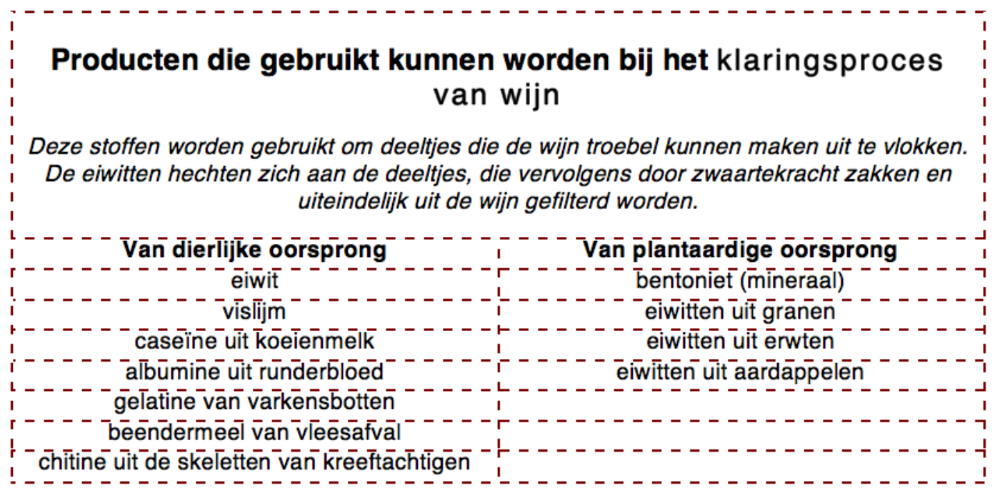 Producten die gebruikt kunnen worden bij het klaringsproces
van wijn
Deze stoffen worden gebruikt om deeltjes die de wijn troebel kunnen maken uit te vlokken.
De eiwitten hechten zich aan de deeltjes, die vervolgens door zwaartekracht zakken en
uiteindelijk uit de wijn gefilterd worden.
Van dierlijke oorsprong Van plantaardige oorsprong
eiwit bentoniet (mineraal)
vislijm eiwitten uit granen
caseïne uit koeienmelk eiwitten uit erwten
albumine uit runderbloed eiwitten uit aardappelen
gelatine van varkensbotten
beendermeel van vleesafval
chitine uit de skeletten van kreeftachtigen